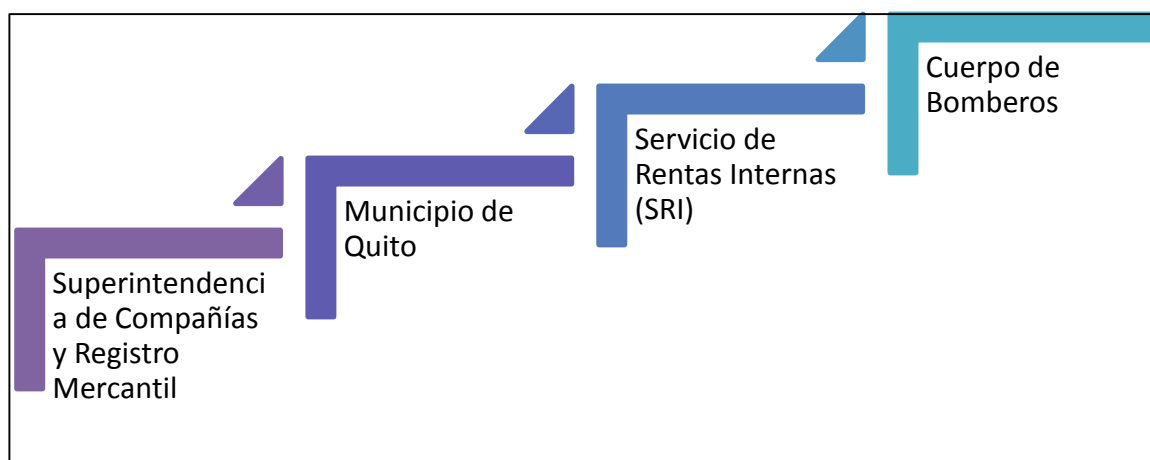 Superintendenci
a de Compañías
y Registro
Mercantil
Municipio de
Quito
Servicio de
Rentas Internas
(SRI)
Cuerpo de
Bomberos